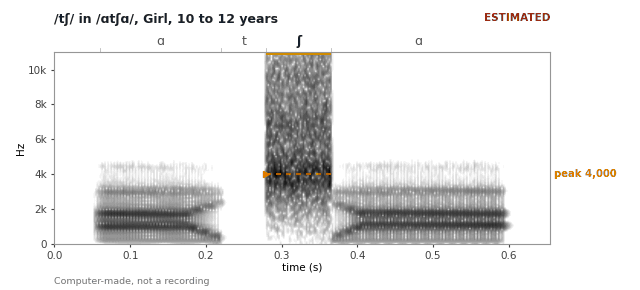 /tʃ/ in /ɑtʃɑ/, Girl, 10 to 12 years
ESTIMATED
ɑ t ʃ ɑ
10k
8k
6k
4k
2k
0
Hz
peak 4,000
0.0 0.1 0.2 0.3 0.4 0.5 0.6
time (s)
Computer-made, not a recording